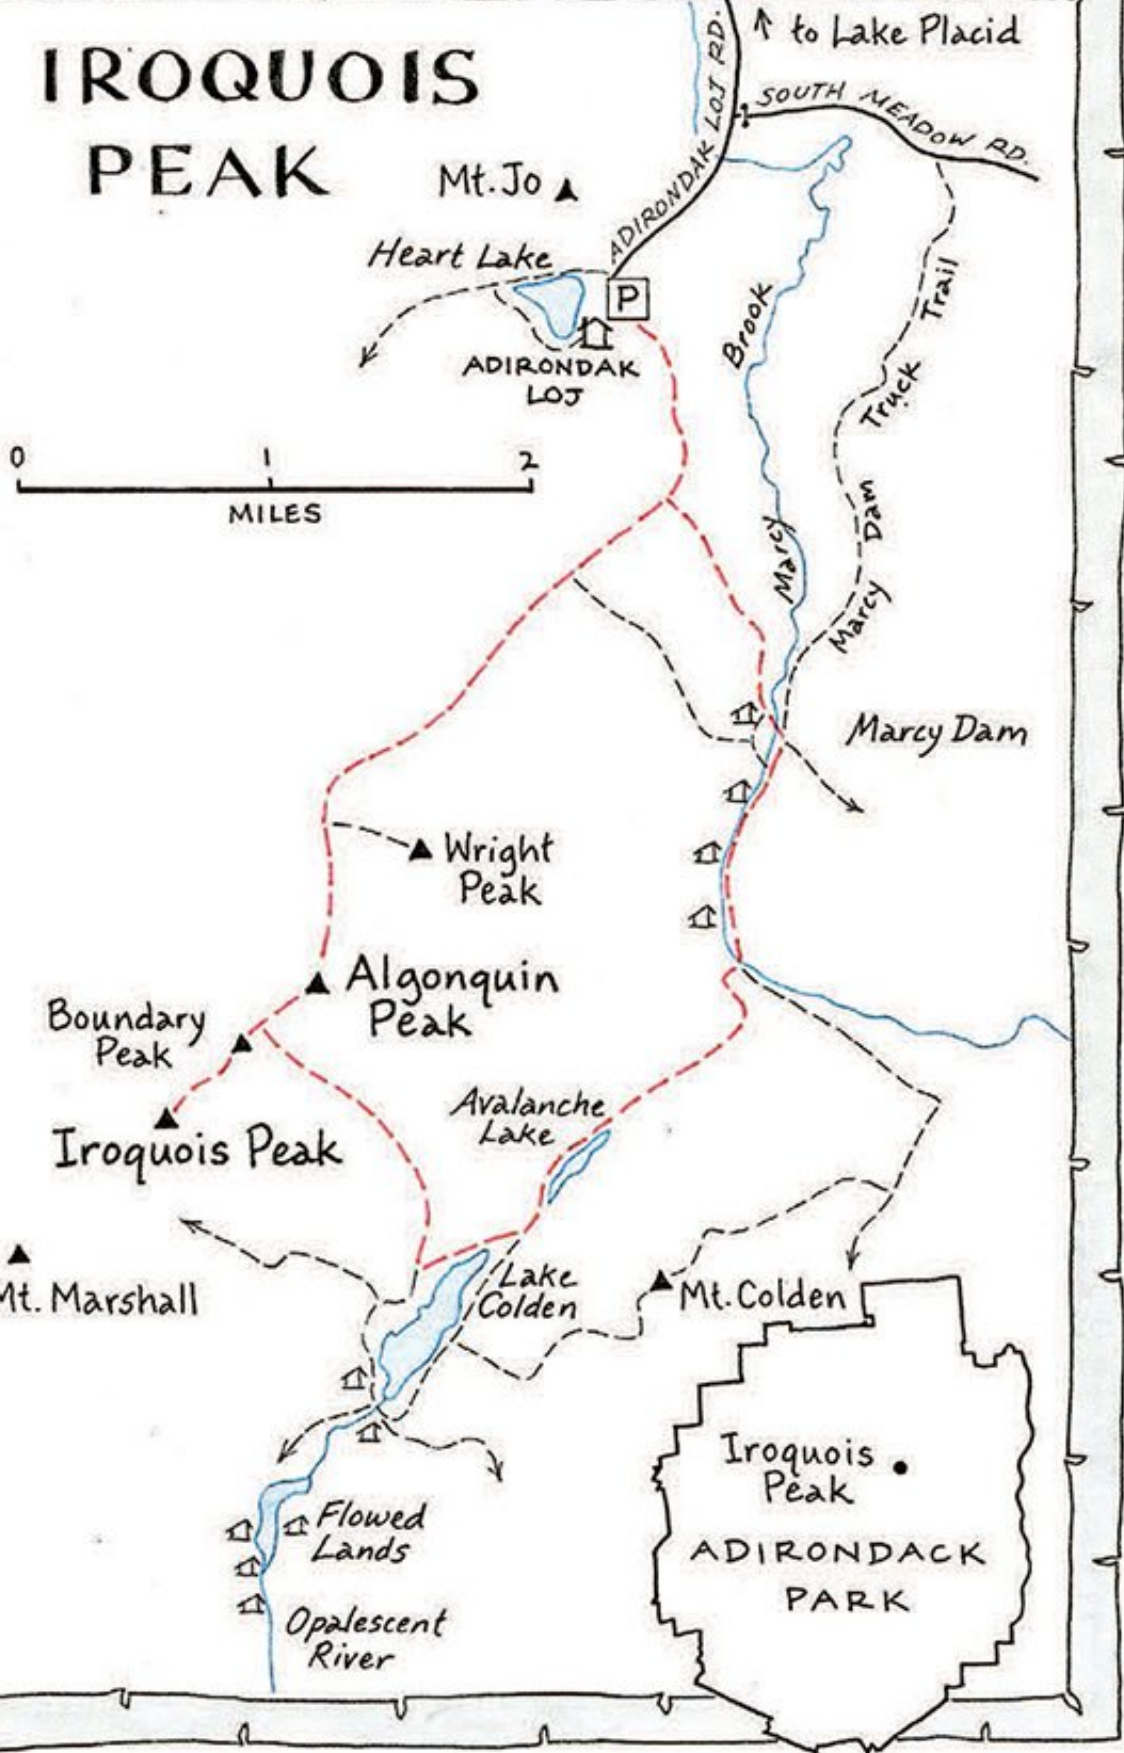 IROQUOIS
PEAK
↑ to Lake Placid
ADIRONDAK LOJ RD.
SOUTH MEADOW RD.
Mt. Jo
Heart Lake
P
ADIRONDAK
LOJ
0 1 2
MILES
Marcy Brook
Marcy Dam Truck Trail
Marcy Dam
Wright
Peak
Algonquin
Peak
Boundary
Peak
Iroquois Peak
Avalanche
Lake
Mt. Marshall
Lake
Colden
Mt. Colden
Flowed
Lands
Opalescent
River
Iroquois
Peak
ADIRONDACK
PARK